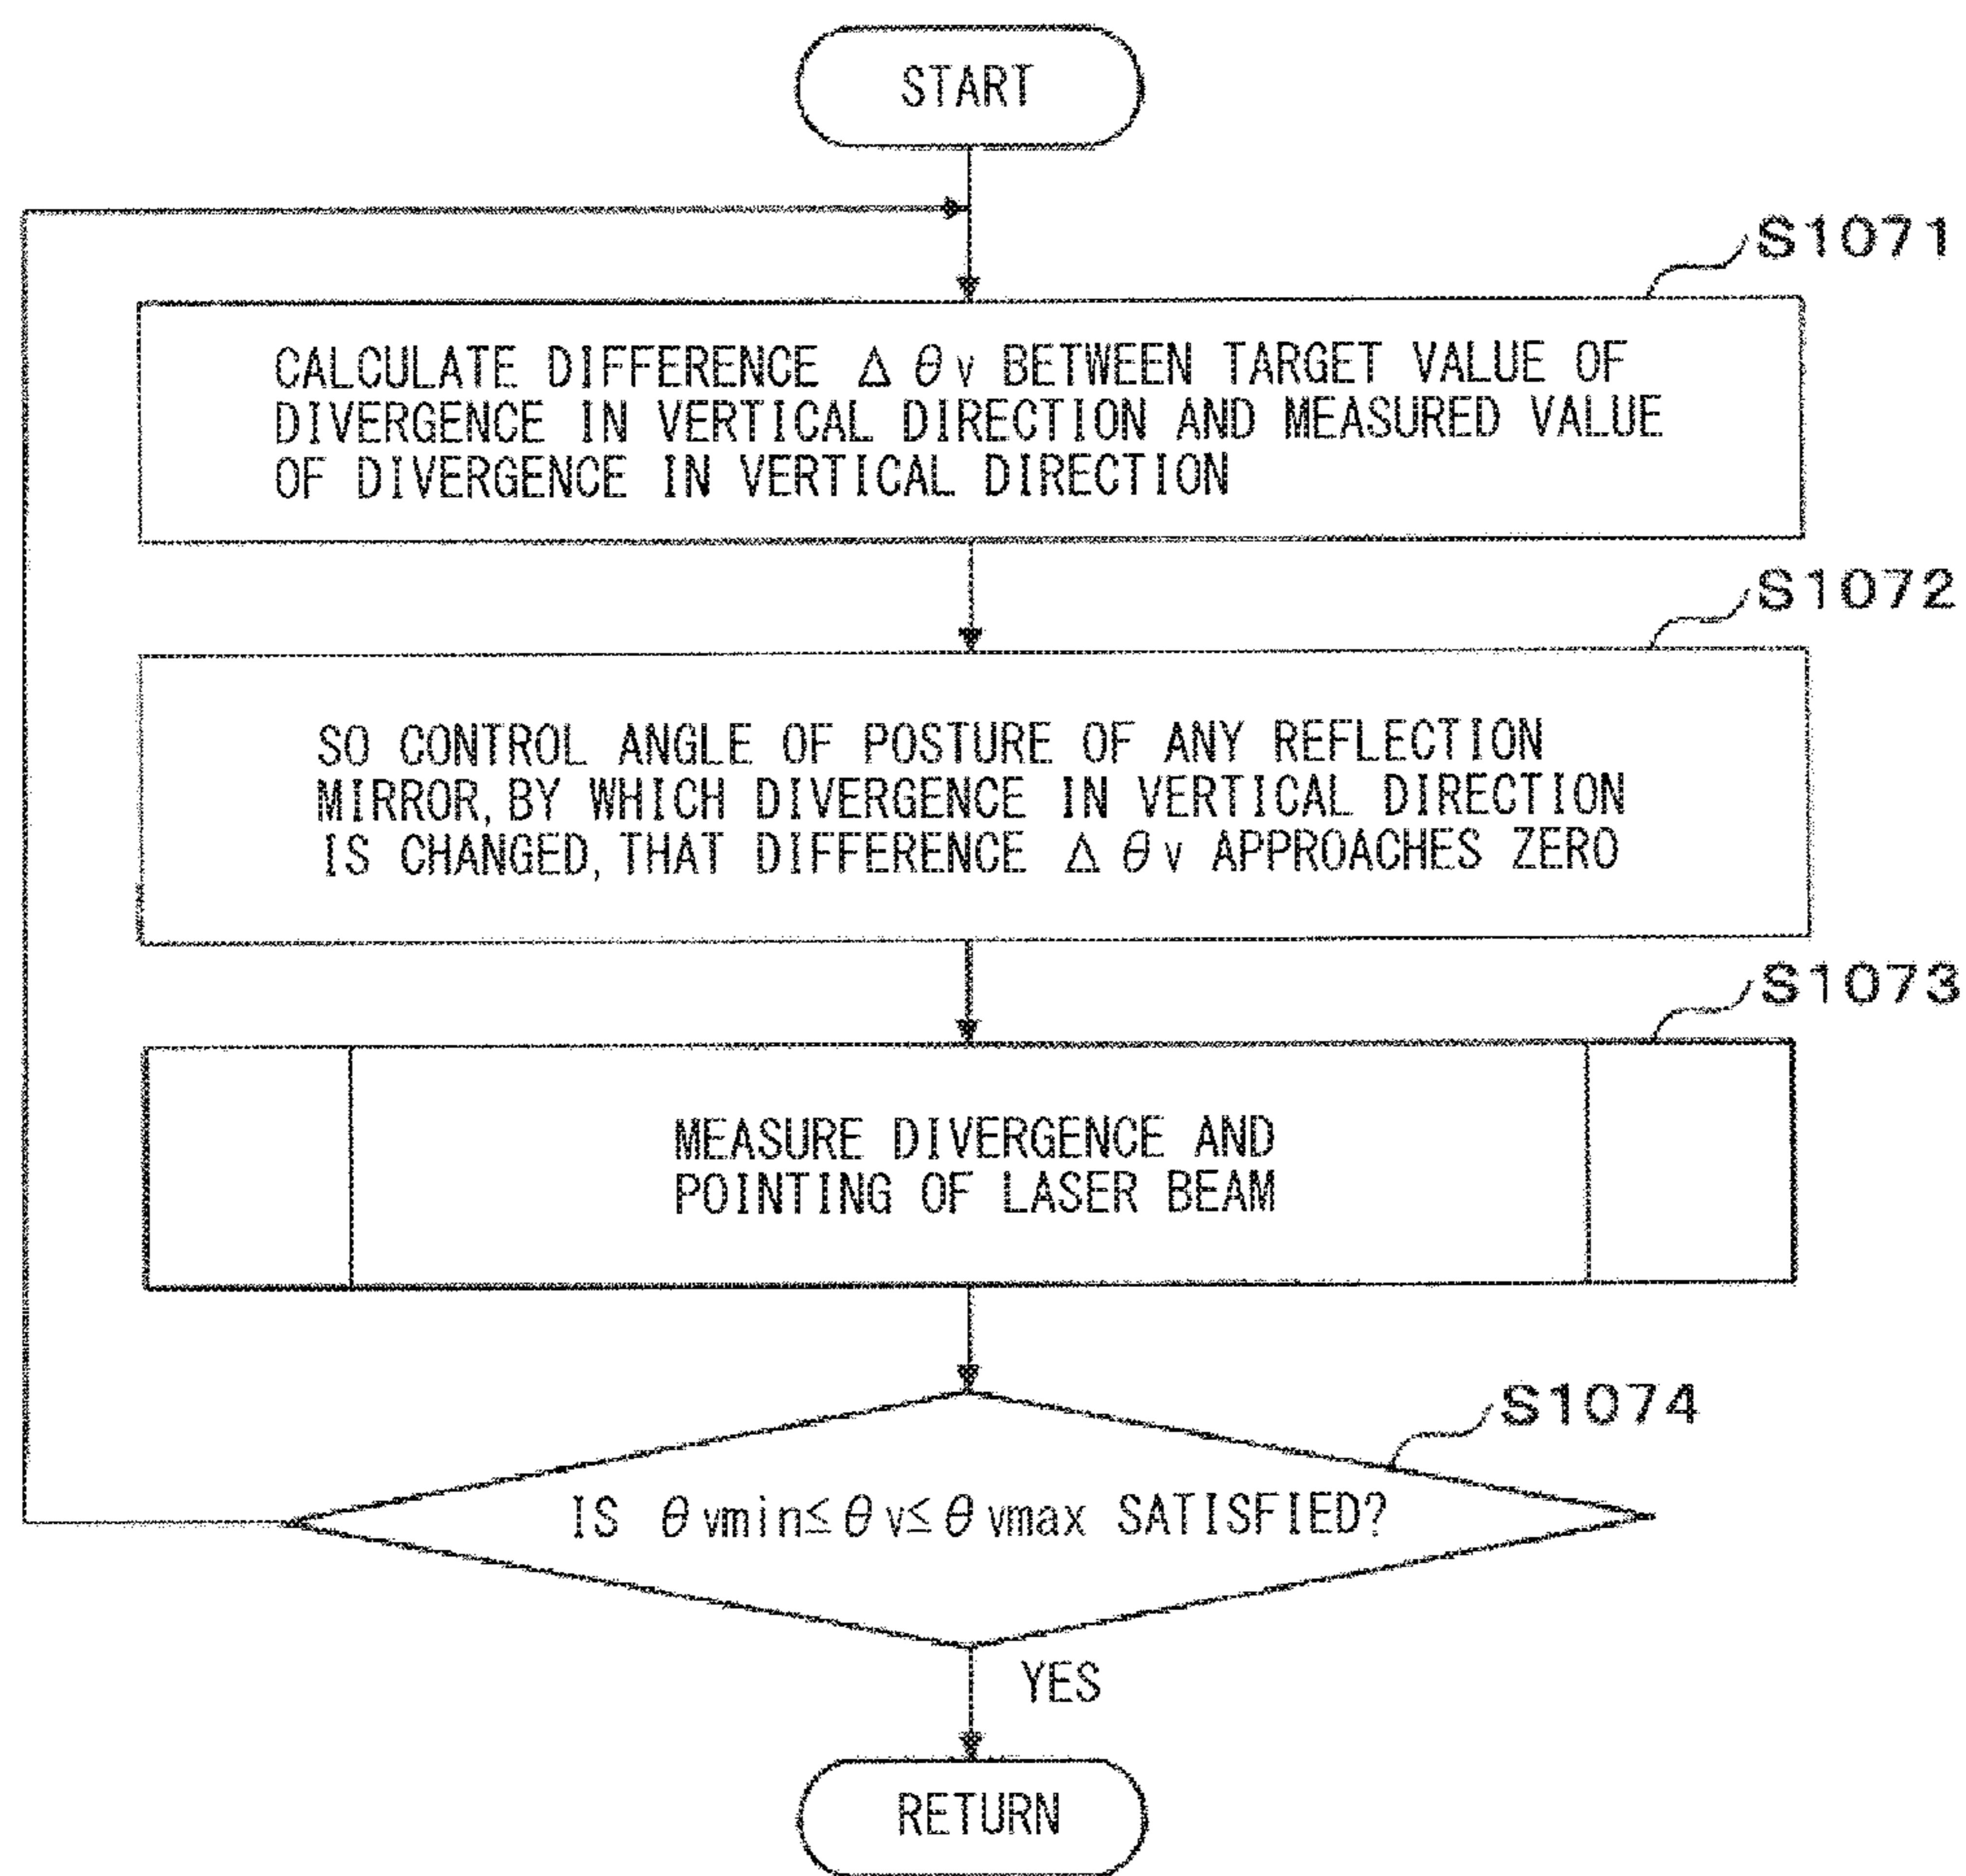 START
S1071
CALCULATE DIFFERENCE Δθv BETWEEN TARGET VALUE OF
DIVERGENCE IN VERTICAL DIRECTION AND MEASURED VALUE
OF DIVERGENCE IN VERTICAL DIRECTION
S1072
SO CONTROL ANGLE OF POSTURE OF ANY REFLECTION
MIRROR, BY WHICH DIVERGENCE IN VERTICAL DIRECTION
IS CHANGED, THAT DIFFERENCE Δθv APPROACHES ZERO
S1073
MEASURE DIVERGENCE AND
POINTING OF LASER BEAM
S1074
IS θvmin≦θv≦θvmax SATISFIED?
YES
RETURN